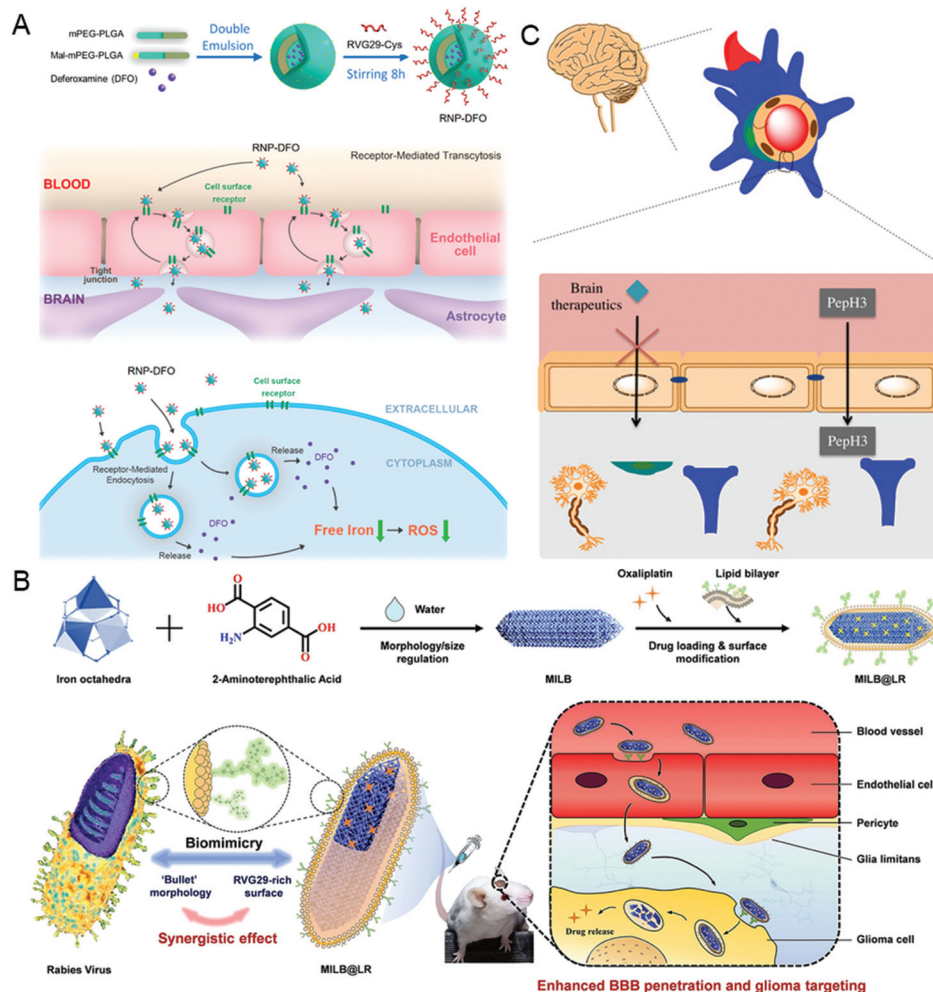 A
mPEG-PLGA
Mal-mPEG-PLGA
Deferoxamine (DFO)
Double
Emulsion
RVG29-Cys
Stirring 8h
RNP-DFO
RNP-DFO
Receptor-Mediated Transcytosis
BLOOD
Cell surface
receptor
Endothelial
cell
Tight
junction
BRAIN
Astrocyte
RNP-DFO
Cell surface
receptor
EXTRACELLULAR
CYTOPLASM
Receptor-Mediated
Endocytosis
Release
DFO
DFO
Release
Free Iron
ROS
C
Brain
therapeutics
PepH3
PepH3
B
Iron octahedra
O
OH
HO
O
H₂N
2-Aminoterephthalic Acid
Water
Morphology/size
regulation
MILB
Oxaliplatin
Lipid bilayer
Drug loading & surface
modification
MILB@LR
Biomimicry
'Bullet'
morphology
RVG29-rich
surface
Synergistic effect
Rabies Virus
MILB@LR
Blood vessel
Endothelial cell
Pericyte
Glia limitans
Drug release
Glioma cell
Enhanced BBB penetration and glioma targeting